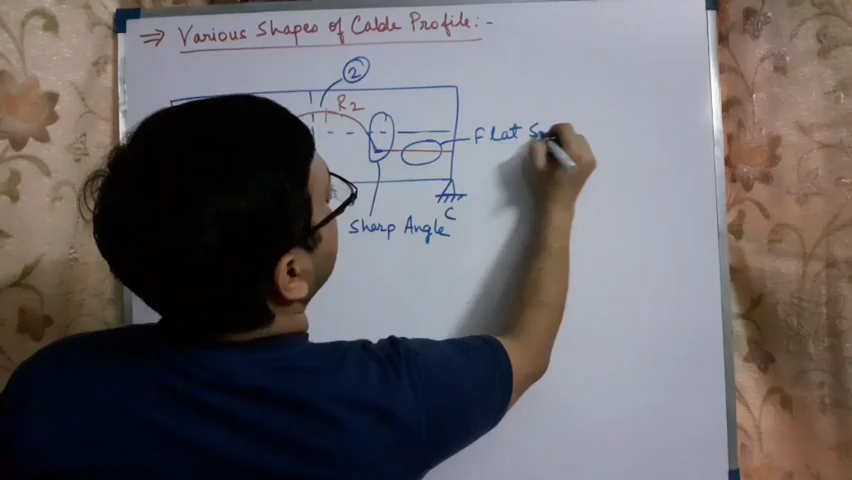 ⇒ Various Shapes of Cable Profile:-
2
R2
Flat
C
Sharp Angle